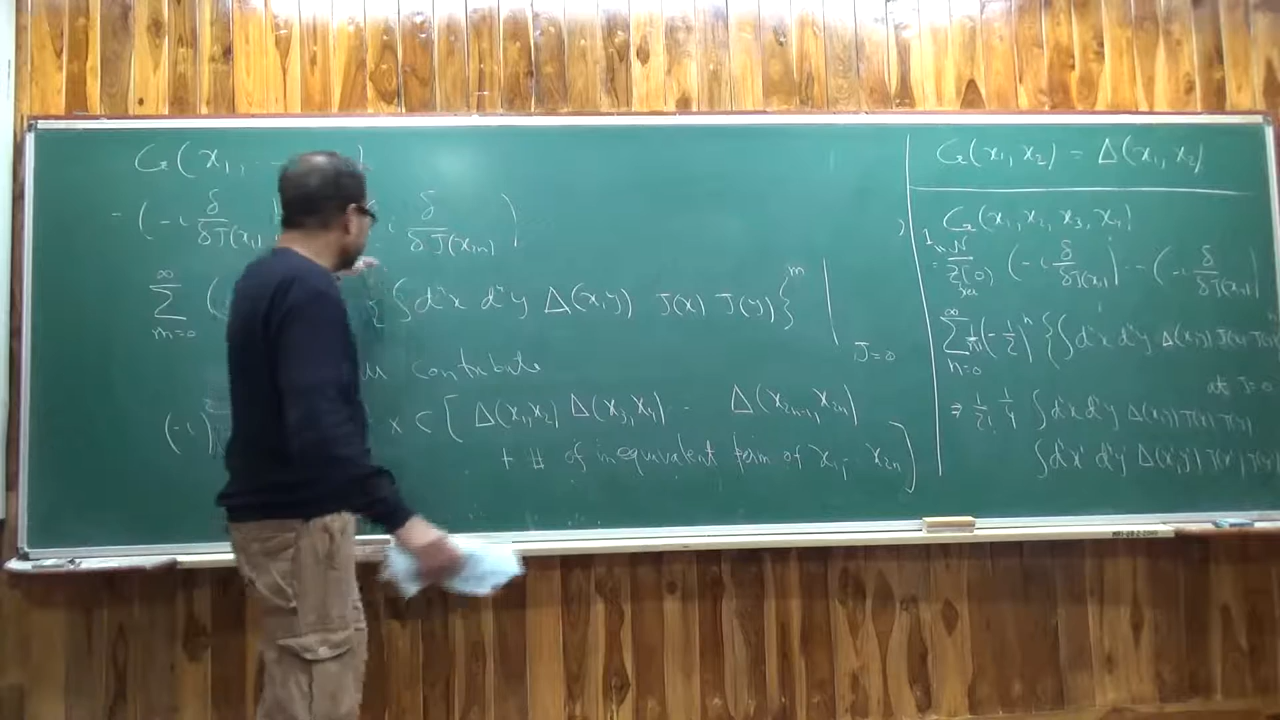 G(x₁, ...
= (-i δ/δJ(x₁) ... i δ/δJ(x₂ₙ) )
∑_{m=0}^{∞} ( { ∫d⁴x d⁴y Δ(x,y) J(x) J(y) }^m |_{J=0}
contribute
(-i) × C [ Δ(x₁,x₂) Δ(x₃,x₄) .. Δ(x₂ₙ₋₁,x₂ₙ)
+ # of inequivalent perm of x₁,- x₂ₙ ]
G(x₁,x₂) = Δ(x₁,x₂)
G(x₁,x₂,x₃,x₄)
= N/Z[0] (-i δ/δJ(x₁)) ... (-i δ/δJ(x₄))
∑_{n=0}^{∞} 1/n! (-1/2)^n { ∫d⁴x d⁴y Δ(x,y) J(x) J(y)
at J=0
⇒ 1/2! 1/4 ∫d⁴x d⁴y Δ(x,y) J(x) J(y)
∫d⁴x' d⁴y' Δ(x',y') J(x') J(y')